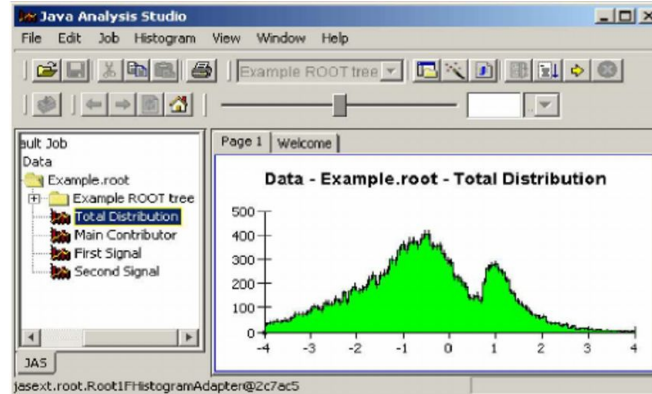 Java Analysis Studio
File Edit Job Histogram View Window Help
Example ROOT tree
ault Job
Data
Example.root
Example ROOT tree
Total Distribution
Main Contributor
First Signal
Second Signal
JAS
Page 1 Welcome
Data - Example.root - Total Distribution
500
400
300
200
100
0
-4 -3 -2 -1 0 1 2 3 4
jasext.root.Root1FHistogramAdapter@2c7ac5